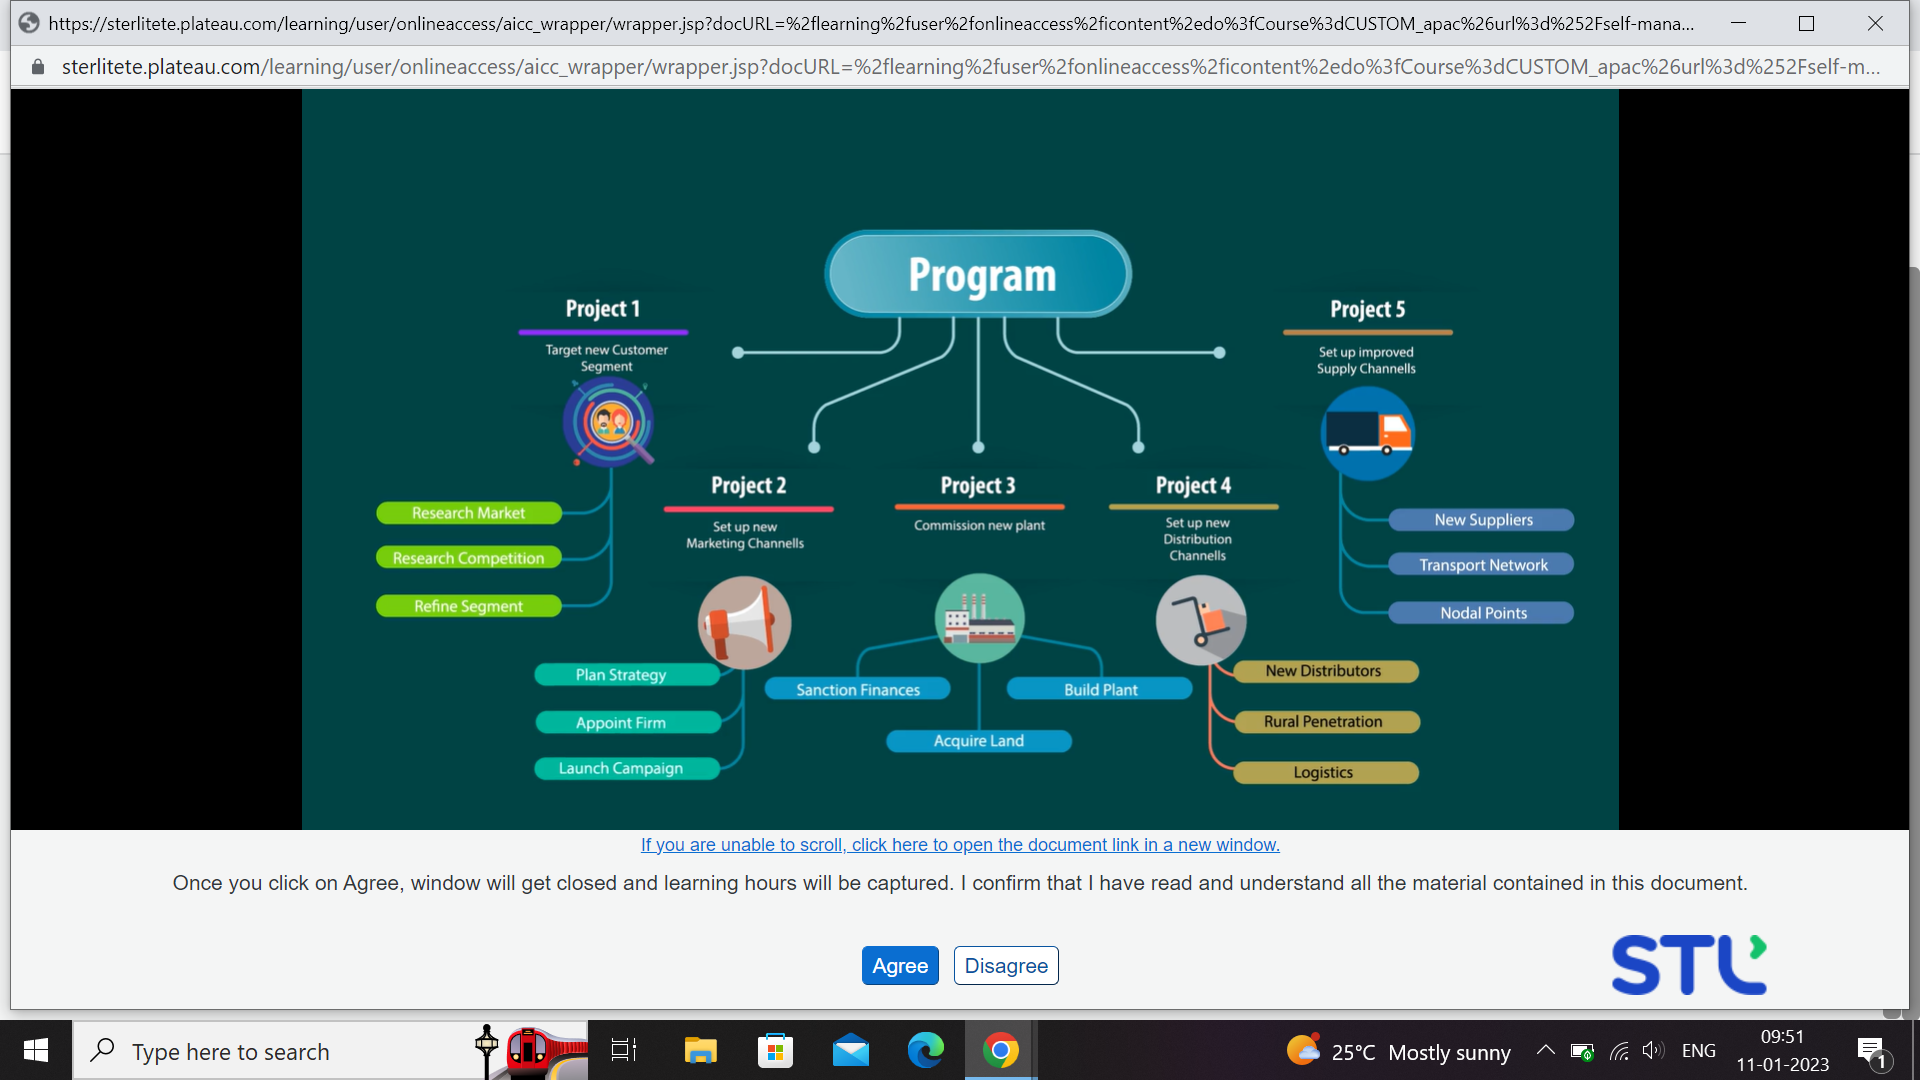 https://sterlitete.plateau.com/learning/user/onlineaccess/aicc_wrapper/wrapper.jsp?docURL=%2flearning%2fuser%2fonlineaccess%2ficontent%2edo%3fCourse%3dCUSTOM_apac%26url%3d%252Fself-mana...
sterlitete.plateau.com/learning/user/onlineaccess/aicc_wrapper/wrapper.jsp?docURL=%2flearning%2fuser%2fonlineaccess%2ficontent%2edo%3fCourse%3dCUSTOM_apac%26url%3d%252Fself-m...
Program
Project 1
Target new Customer
Segment
Research Market
Research Competition
Refine Segment
Project 2
Set up new
Marketing Channells
Plan Strategy
Appoint Firm
Launch Campaign
Project 3
Commission new plant
Sanction Finances
Acquire Land
Build Plant
Project 4
Set up new
Distribution
Channells
New Distributors
Rural Penetration
Logistics
Project 5
Set up improved
Supply Channells
New Suppliers
Transport Network
Nodal Points
If you are unable to scroll, click here to open the document link in a new window.
Once you click on Agree, window will get closed and learning hours will be captured. I confirm that I have read and understand all the material contained in this document.
Agree
Disagree
STL
Type here to search
25°C Mostly sunny
ENG
09:51
11-01-2023
1